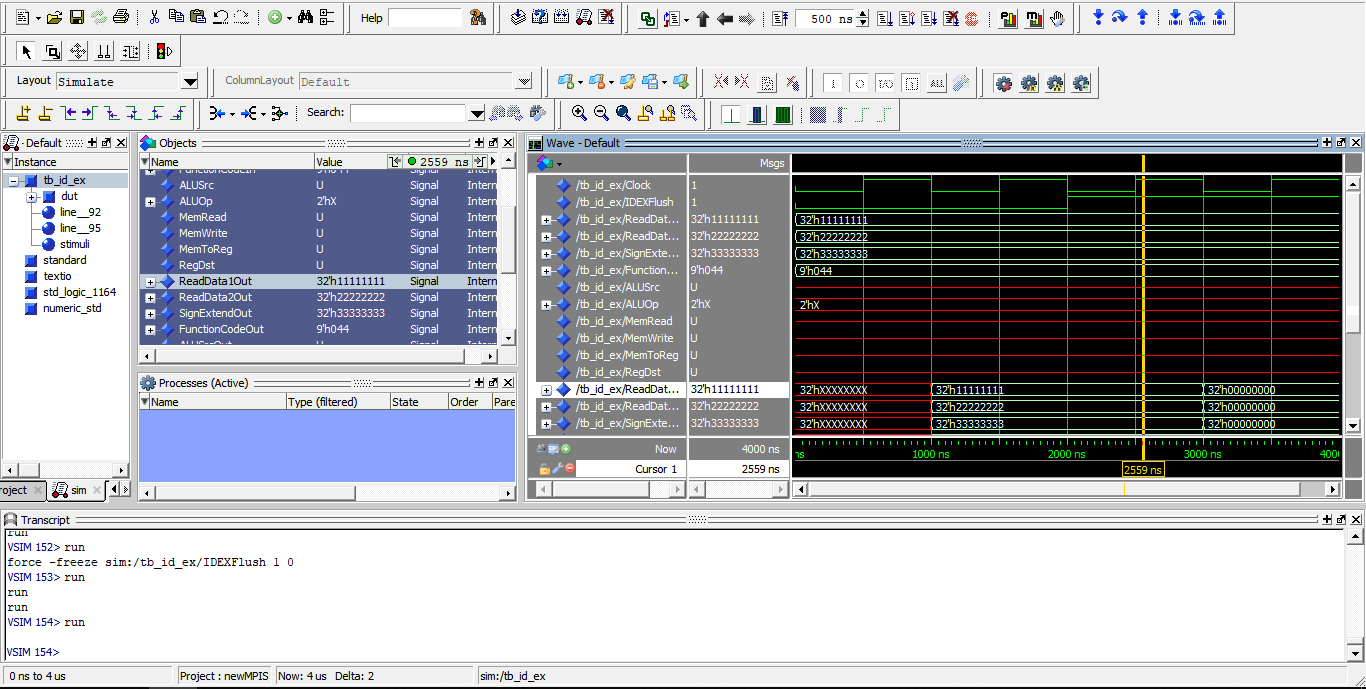 Help
500 ns
Layout Simulate
ColumnLayout Default
Search:
Default
Instance
tb_id_ex
dut
line__92
line__95
stimuli
standard
textio
std_logic_1164
numeric_std
roject
sim
Objects
Name Value 2559 ns
FunctionCodeIn 9'h044 Signal Intern
ALUSrc U Signal Intern
ALUOp 2'hX Signal Intern
MemRead U Signal Intern
MemWrite U Signal Intern
MemToReg U Signal Intern
RegDst U Signal Intern
ReadData1Out 32'h11111111 Signal Intern
ReadData2Out 32'h22222222 Signal Intern
SignExtendOut 32'h33333333 Signal Intern
FunctionCodeOut 9'h044 Signal Intern
ALUSrcOut U Signal Intern
Processes (Active)
Name Type (filtered) State Order Pare
Wave - Default
Msgs
/tb_id_ex/Clock 1
/tb_id_ex/IDEXFlush 1
/tb_id_ex/ReadDat... 32'h11111111 32'h11111111
/tb_id_ex/ReadDat... 32'h22222222 32'h22222222
/tb_id_ex/SignExte... 32'h33333333 32'h33333333
/tb_id_ex/Function... 9'h044 9'h044
/tb_id_ex/ALUSrc U
/tb_id_ex/ALUOp 2'hX 2'hX
/tb_id_ex/MemRead U
/tb_id_ex/MemWrite U
/tb_id_ex/MemToReg U
/tb_id_ex/RegDst U
/tb_id_ex/ReadDat... 32'h11111111 32'hXXXXXXXX 32'h11111111 32'h00000000
/tb_id_ex/ReadDat... 32'h22222222 32'hXXXXXXXX 32'h22222222 32'h00000000
/tb_id_ex/SignExte... 32'h33333333 32'hXXXXXXXX 32'h33333333 32'h00000000
Now 4000 ns ns 1000 ns 2000 ns 3000 ns 400
Cursor 1 2559 ns 2559 ns
Transcript
run
VSIM 152> run
force -freeze sim:/tb_id_ex/IDEXFlush 1 0
VSIM 153> run
run
run
VSIM 154> run
VSIM 154>
0 ns to 4 us Project : newMPIS Now: 4 us Delta: 2 sim:/tb_id_ex